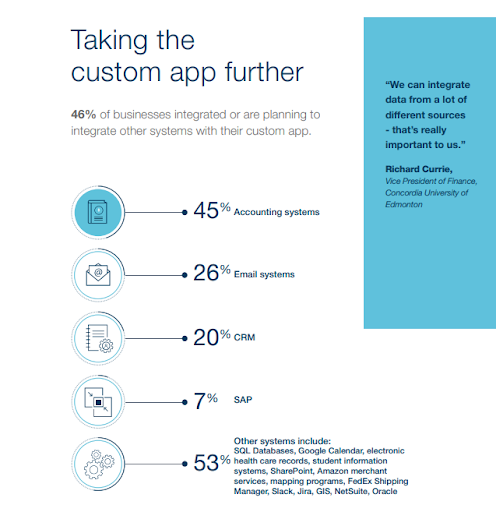 Taking the
custom app further
46% of businesses integrated or are planning to
integrate other systems with their custom app.
“We can integrate
data from a lot of
different sources
- that’s really
important to us.”
Richard Currie,
Vice President of Finance,
Concordia University of
Edmonton
45% Accounting systems
@
26% Email systems
20% CRM
7% SAP
53%
Other systems include:
SQL Databases, Google Calendar, electronic
health care records, student information
systems, SharePoint, Amazon merchant
services, mapping programs, FedEx Shipping
Manager, Slack, Jira, GIS, NetSuite, Oracle